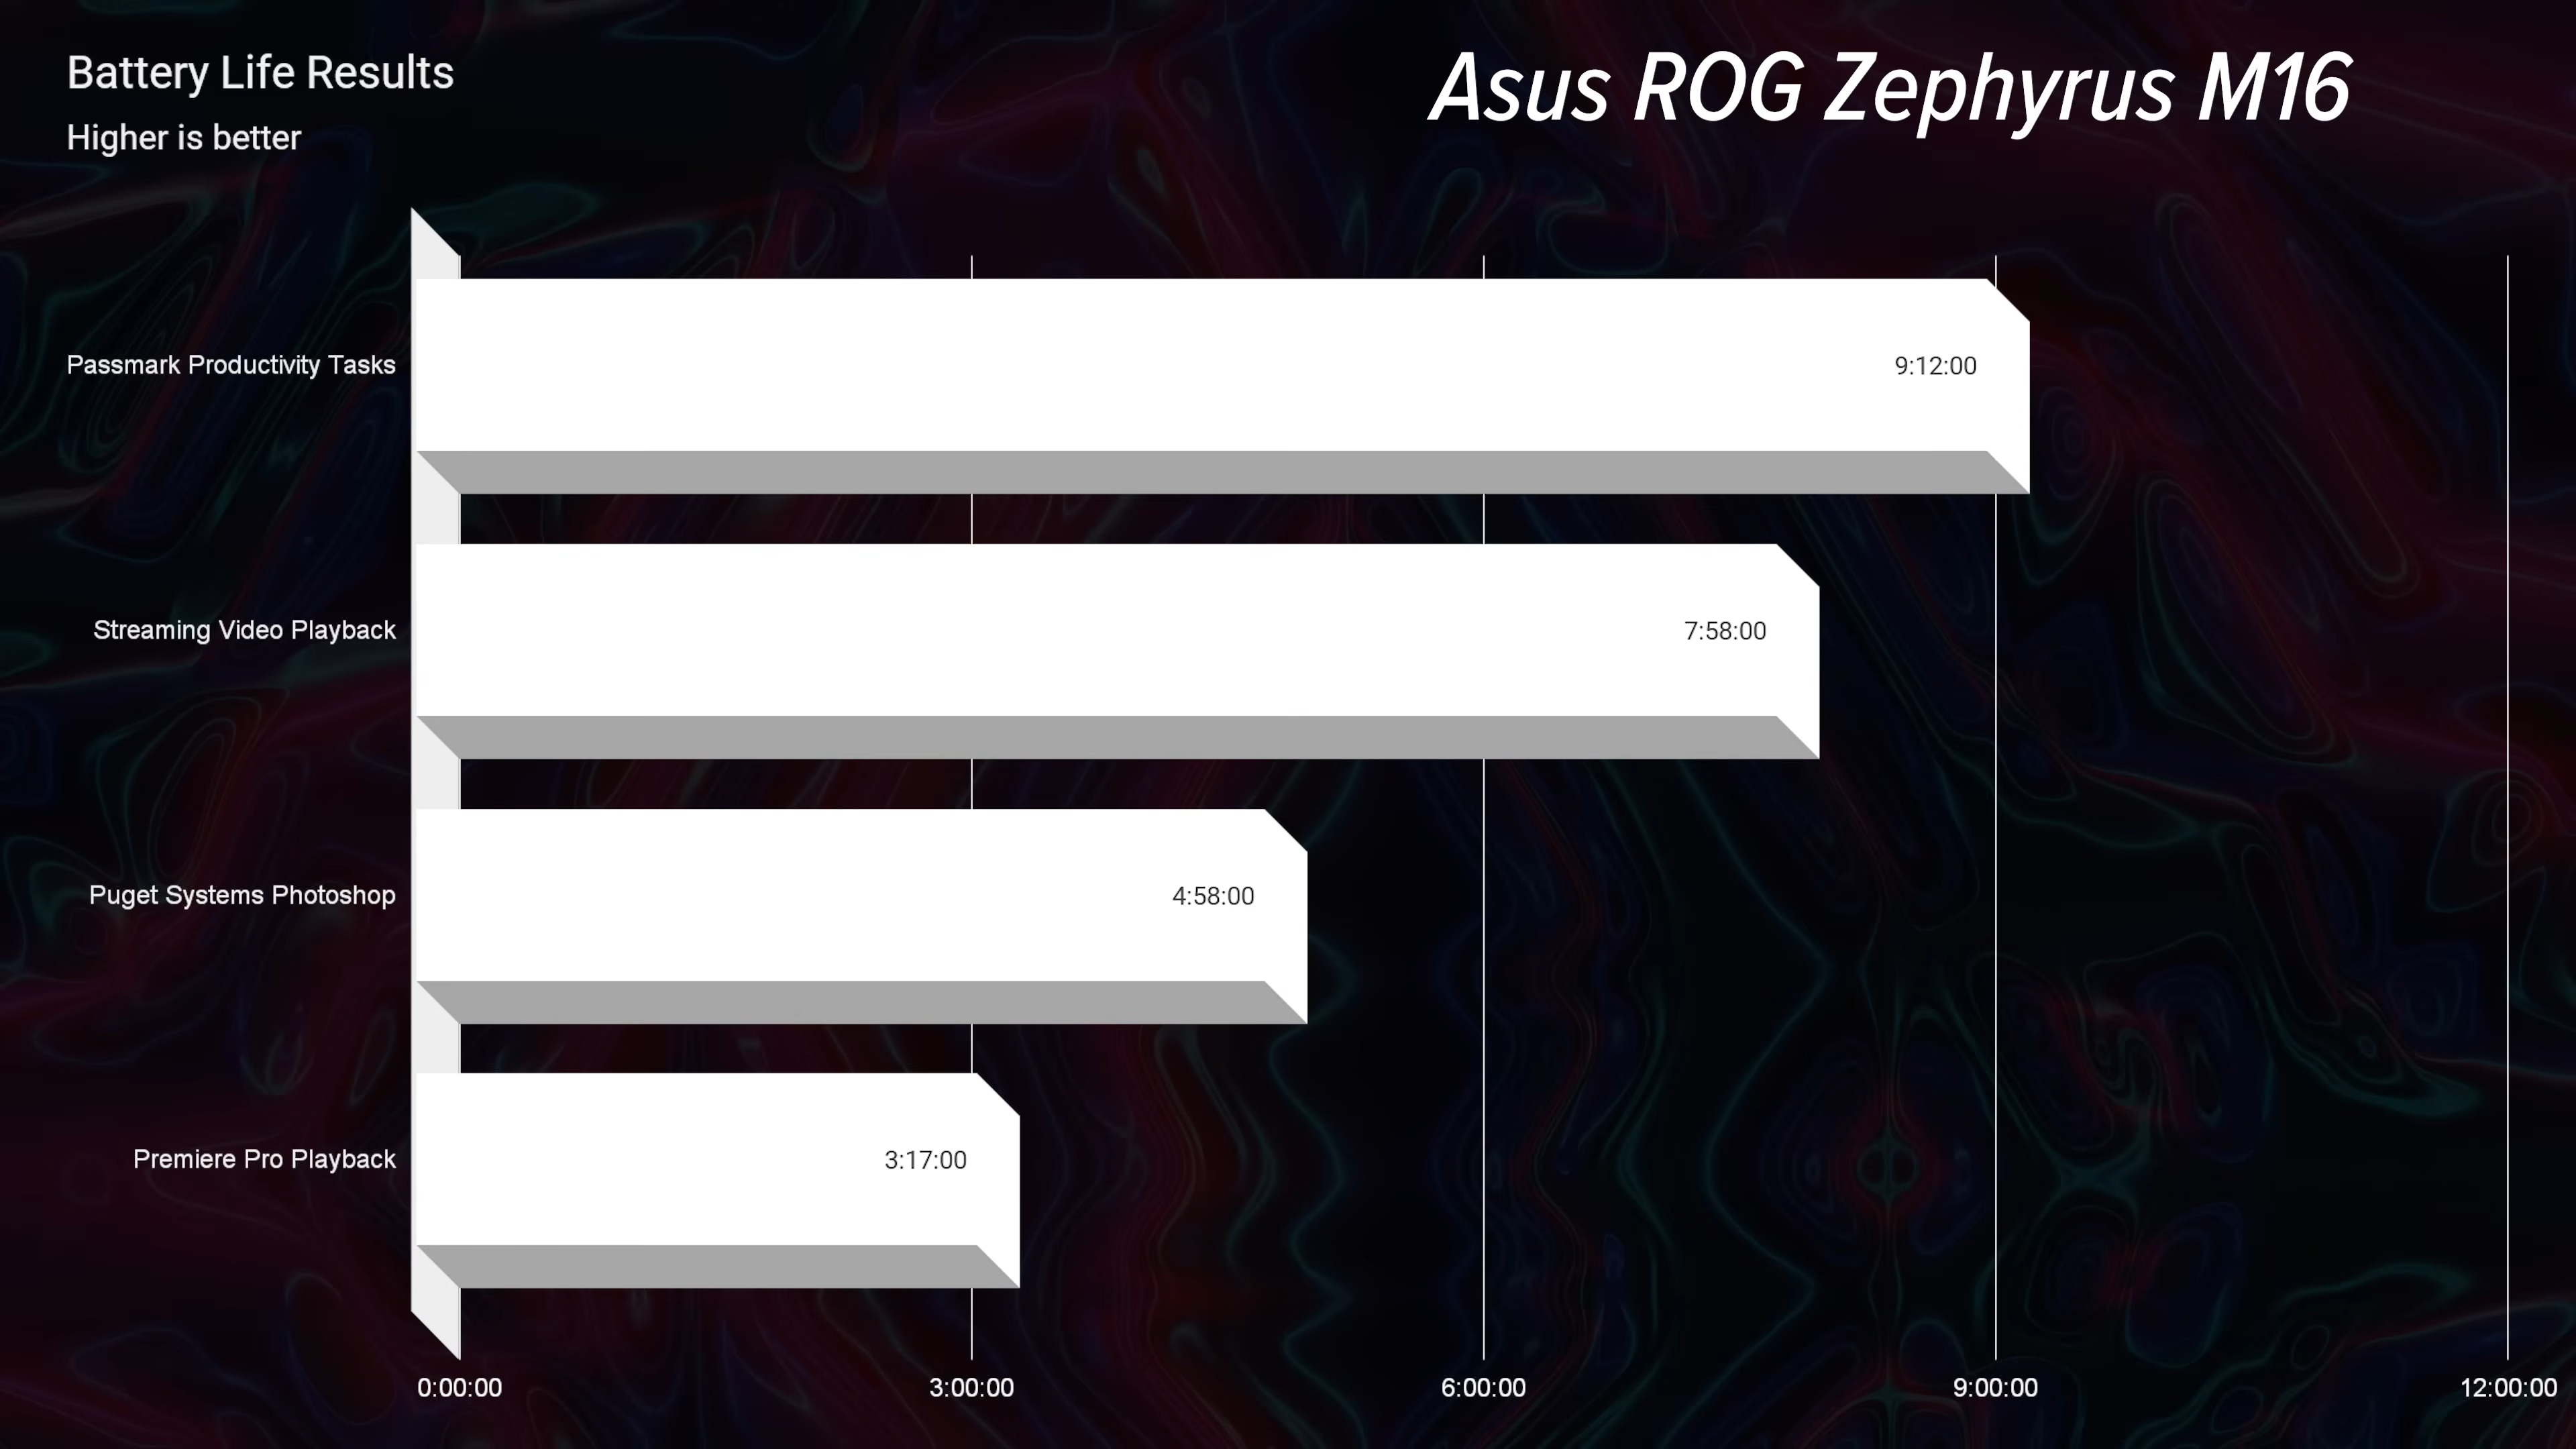 Battery Life Results
Higher is better
Asus ROG Zephyrus M16
Passmark Productivity Tasks
9:12:00
Streaming Video Playback
7:58:00
Puget Systems Photoshop
4:58:00
Premiere Pro Playback
3:17:00
0:00:00
3:00:00
6:00:00
9:00:00
12:00:00